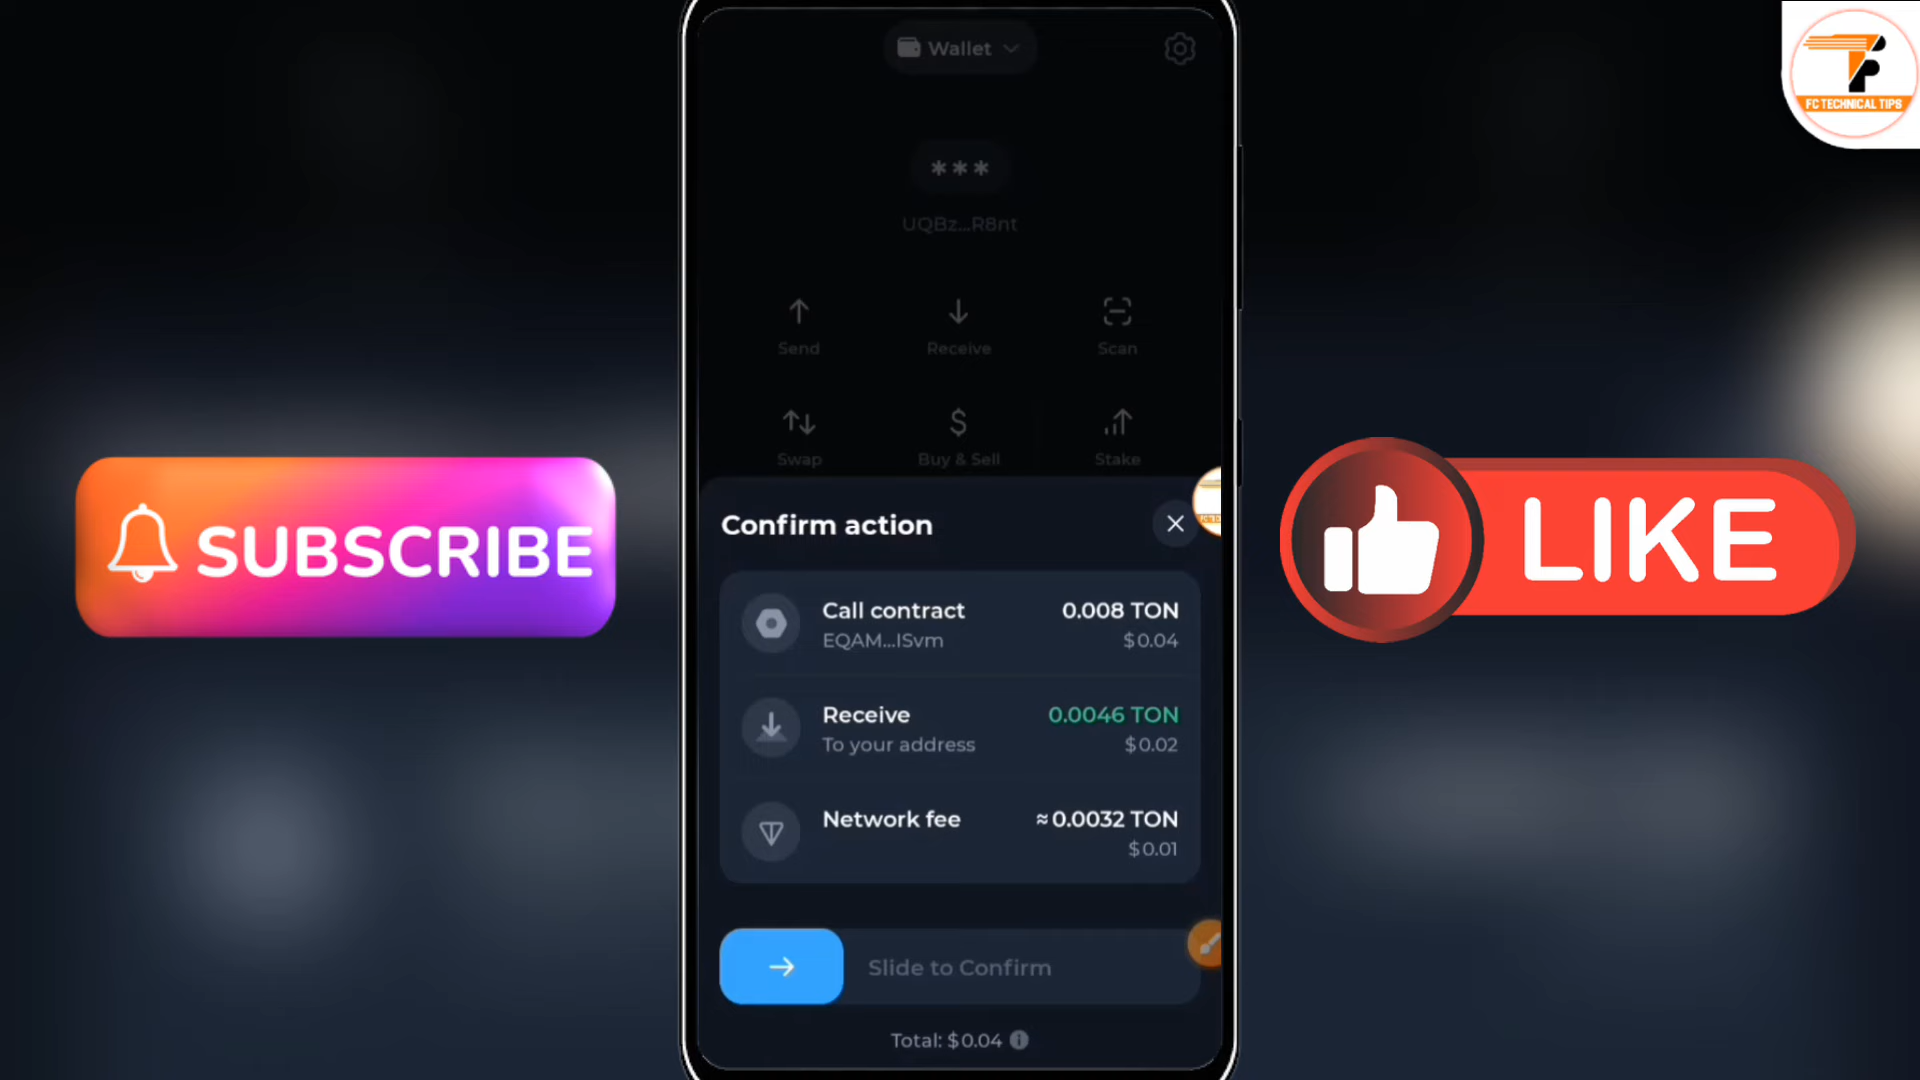 Wallet
FC TECHNICAL TIPS
***
UQBz...R8nt
Send
Receive
Scan
Swap
Buy & Sell
Stake
Confirm action
SUBSCRIBE
LIKE
Call contract
0.008 TON
EQAM...ISvm
$0.04
Receive
0.0046 TON
To your address
$0.02
Network fee
≈0.0032 TON
$0.01
Slide to Confirm
Total: $0.04